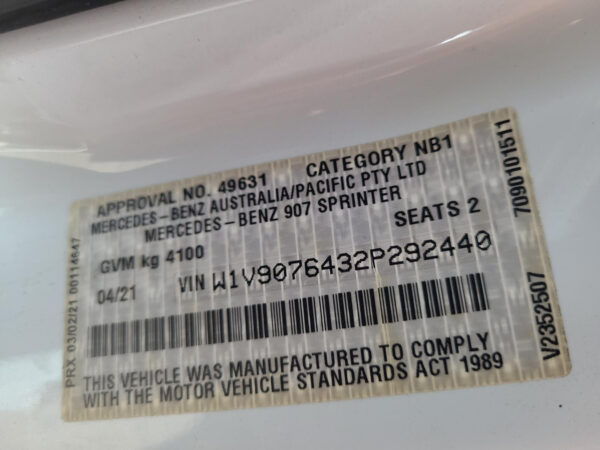 APPROVAL NO. 49631 CATEGORY NB1
MERCEDES-BENZ AUSTRALIA/PACIFIC PTY LTD
MERCEDES-BENZ 907 SPRINTER
GVM kg 4100 SEATS 2
04/21 VIN W1V9076432P292440
THIS VEHICLE WAS MANUFACTURED TO COMPLY
WITH THE MOTOR VEHICLE STANDARDS ACT 1989
PRX 03/02/21 00114647
V2352507 7090101511